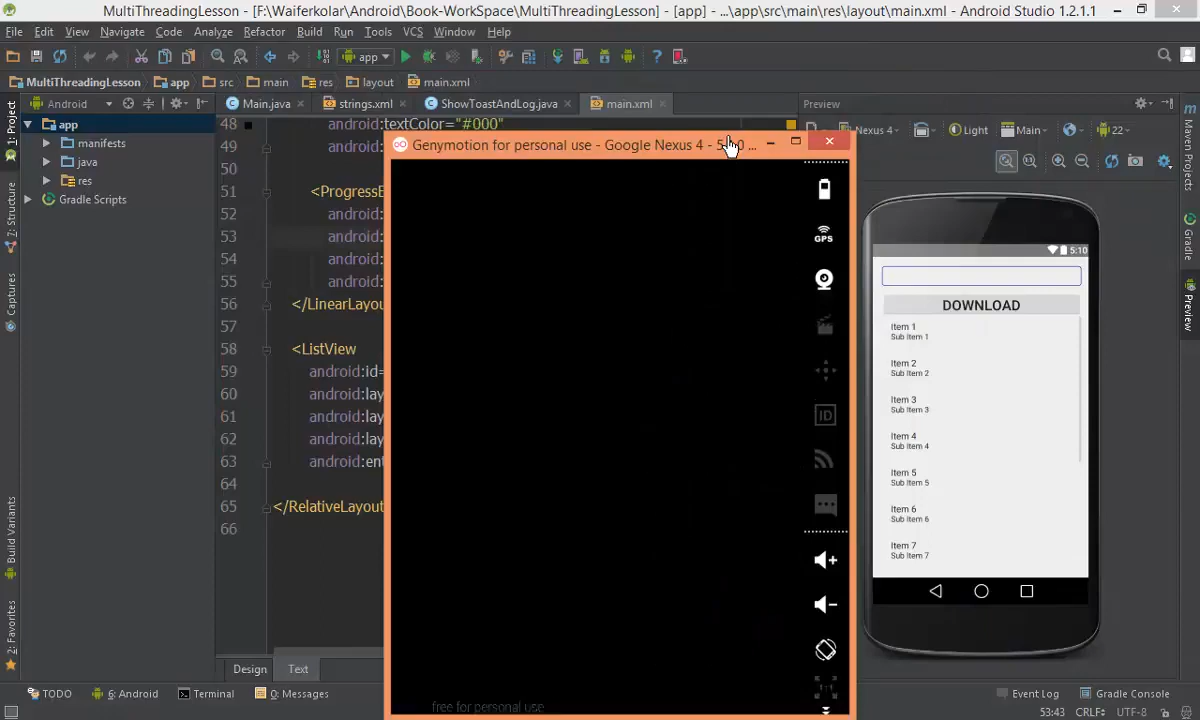 MultiThreadingLesson - [F:\Waiferkolar\Android\Book-WorkSpace\MultiThreadingLesson] - [app] - ...\app\src\main\res\layout\main.xml - Android Studio 1.2.1.1
File Edit View Navigate Code Analyze Refactor Build Run Tools VCS Window Help
app
MultiThreadingLesson app src main res layout main.xml
Android Main.java strings.xml ShowToastAndLog.java main.xml Preview
Nexus 4 Light Main 22
1: Project
7: Structure
Captures
Build Variants
2: Favorites
app
manifests
java
res
Gradle Scripts
48 android:textColor="#000"
49 android:
50
51 <ProgressB
52 android:
53 android:
54 android:
55 android:
56 </LinearLayou
57
58 <ListView
59 android:id=
60 android:lay
61 android:lay
62 android:lay
63 android:ent
64
65 </RelativeLayout
66
Genymotion for personal use - Google Nexus 4 - 5.
0 ...
GPS
ID
1:1
free for personal use
5:10
DOWNLOAD
Item 1
Sub Item 1
Item 2
Sub Item 2
Item 3
Sub Item 3
Item 4
Sub Item 4
Item 5
Sub Item 5
Item 6
Sub Item 6
Item 7
Sub Item 7
Maven Projects
Gradle
Preview
Design Text
TODO 6: Android Terminal 0: Messages Event Log Gradle Console
53:43 CRLF UTF-8